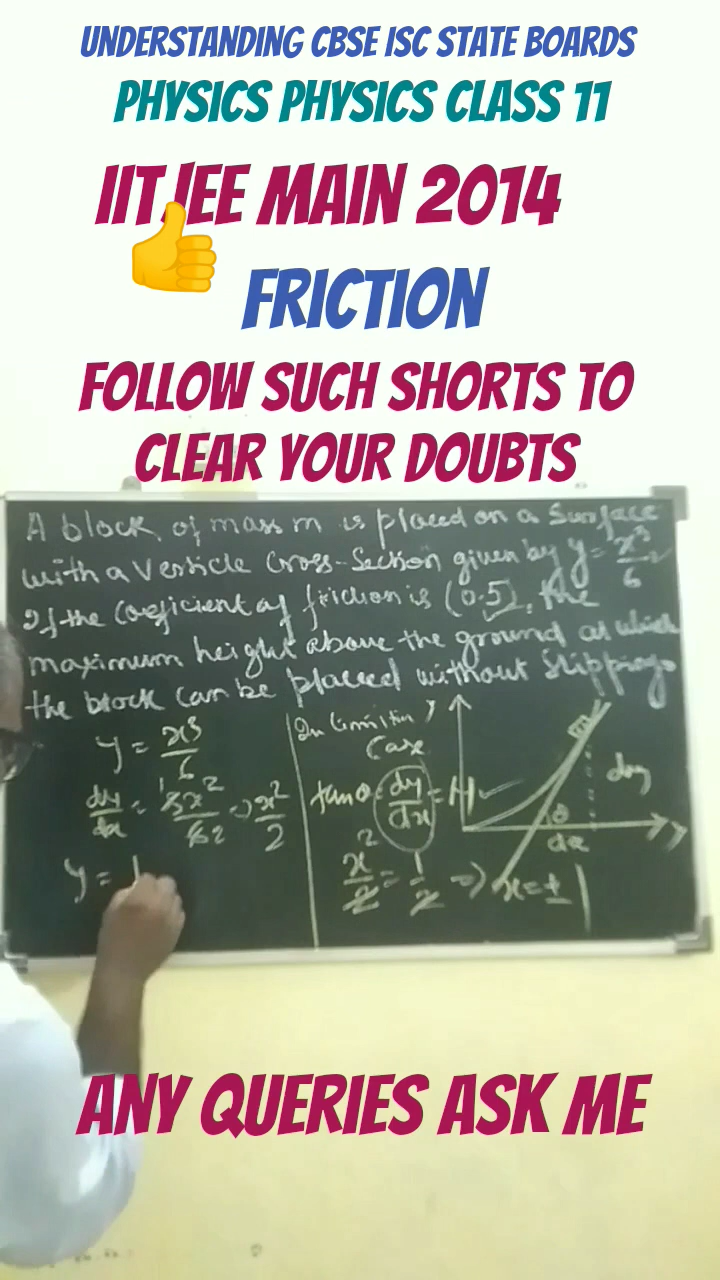 UNDERSTANDING CBSE ISC STATE BOARDS
PHYSICS PHYSICS CLASS 11
IITJEE MAIN 2014
FRICTION
FOLLOW SUCH SHORTS TO
CLEAR YOUR DOUBTS
A block of mass m is placed on a Surface
with a Verticle Cross-Section given by y = x³/6
If the Coefficient of friction is (0.5), the
maximum height above the ground at which
the block can be placed without Slipping
y = x³/6
dy/dx = 3x²/62 => x²/2
y = 1
In limiting
Case
tanθ = dy/dx = μ
x²/2 = 1/2 => x = ±1
y
θ
dy
dx
ANY QUERIES ASK ME